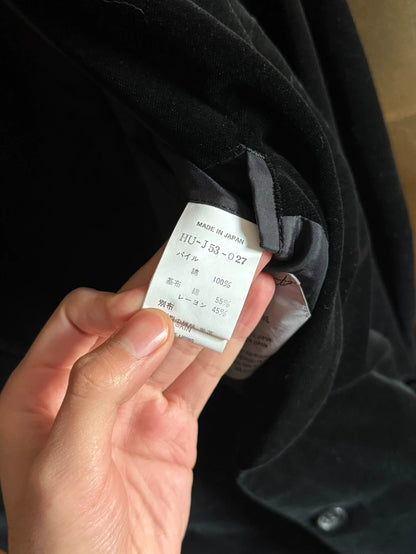 MADE IN JAPAN
HU-J53-027
パイル
綿 100%
基布 綿 55%
レーヨン 45%
別布
SKIN